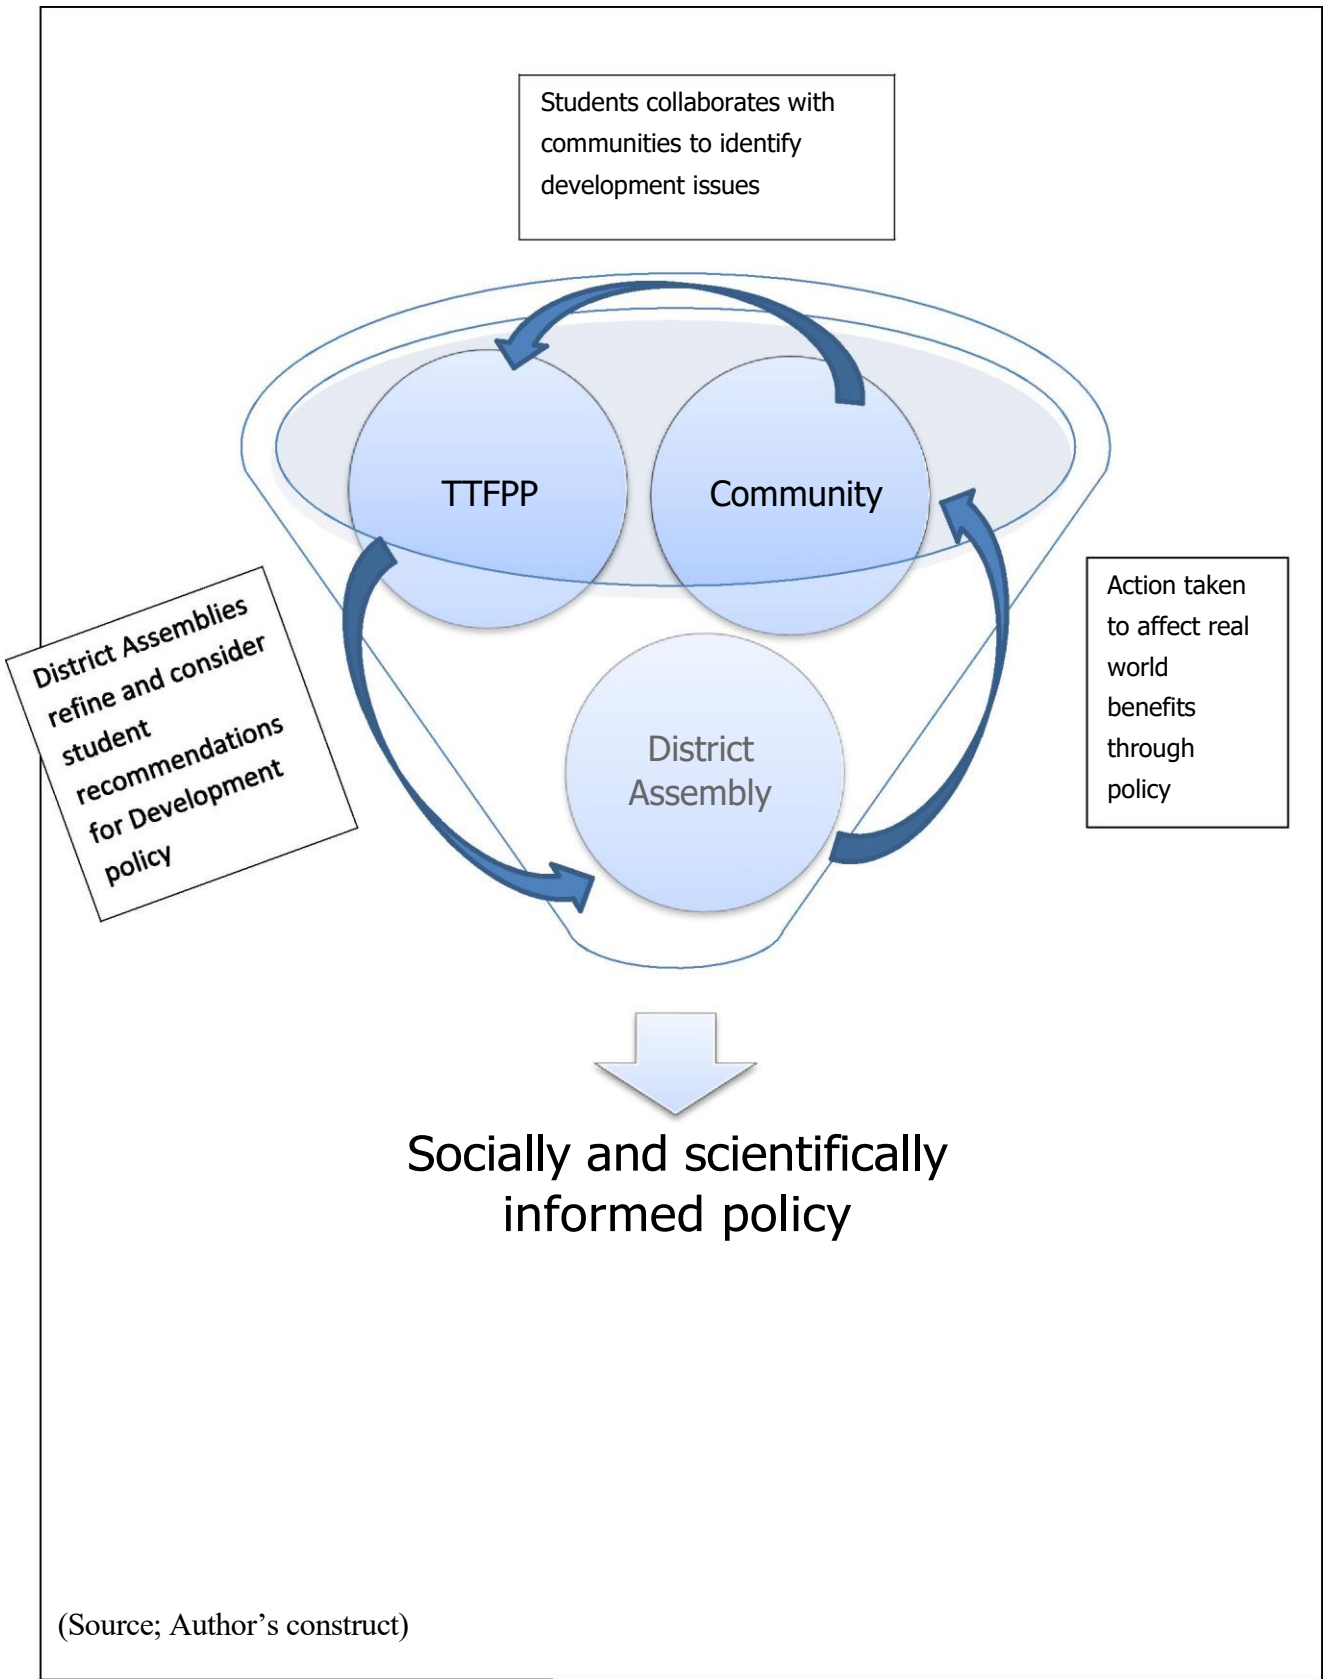 Students collaborates with
communities to identify
development issues
TTFPP
Community
District Assemblies
refine and consider
student
recommendations
for Development
policy
Action taken
to affect real
world
benefits
through
policy
District
Assembly
Socially and scientifically
informed policy
(Source; Author’s construct)